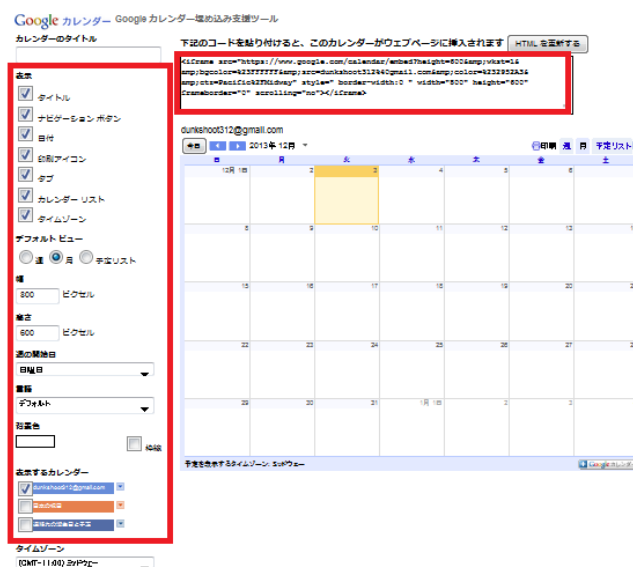 Google カレンダー Google カレンダー埋め込み支援ツール
カレンダーのタイトル
表示
タイトル
ナビゲーション ボタン
日付
印刷アイコン
タブ
カレンダー リスト
タイムゾーン
デフォルト ビュー
週 月 予定リスト
幅
800 ピクセル
高さ
600 ピクセル
週の開始日
日曜日
言語
デフォルト
背景色
枠線
表示するカレンダー
dunkshoot312@gmail.com
タイムゾーン
(GMT-11:00) ミッドウェー
下記のコードを貼り付けると、このカレンダーがウェブページに挿入されます HTML を更新する
<iframe src="https://www.google.com/calendar/embed?height=600&amp;wkst=1&
amp;bgcolor=%23FFFFFF&amp;src=dunkshoot312%40gmail.com&amp;color=%232952A3&
amp;ctz=Pacific%2FMidway" style=" border-width:0 " width="800" height="600"
frameborder="0" scrolling="no"></iframe>
dunkshoot312@gmail.com
今日 2013年 12月 印刷 週 月 予定リスト
日 月 火 水 木 金 土
12月 1日 2 3 4 5 6
8 9 10 11 12 13
15 16 17 18 19 20
22 23 24 25 26 27
29 30 31 1月 1日 2 3
予定を表示するタイムゾーン: ミッドウェー
Google カレンダー